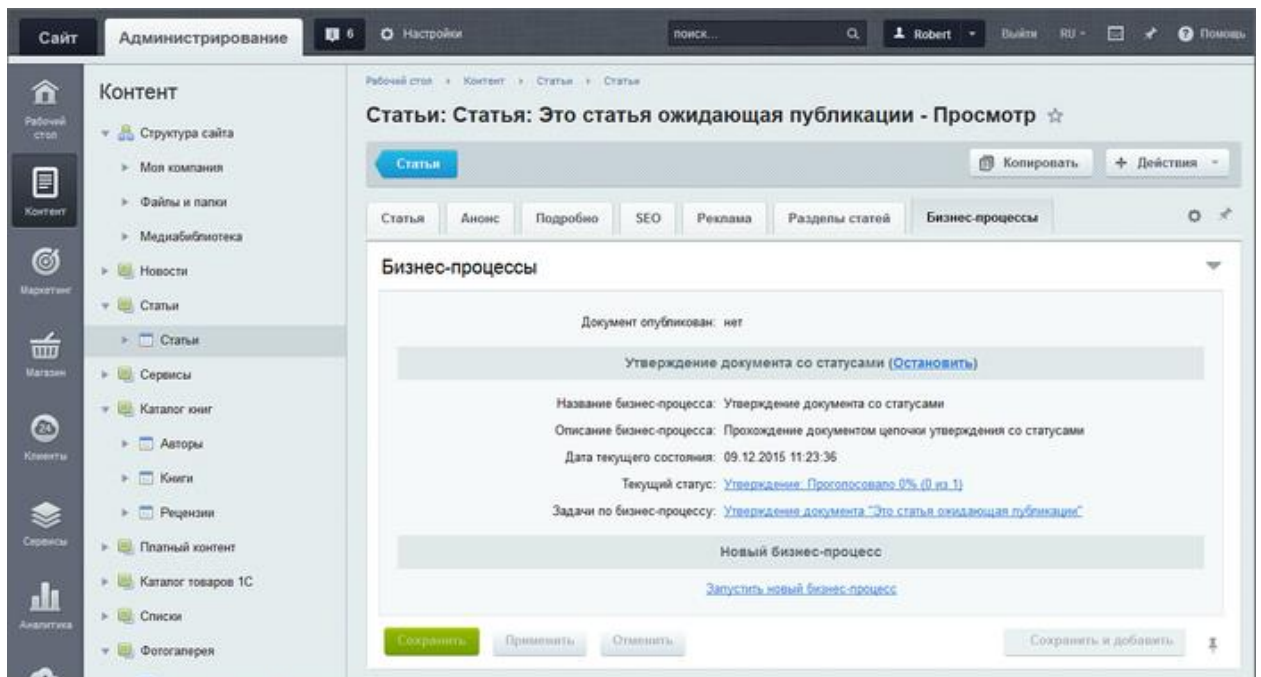 Сайт
Администрирование
6
Настройки
поиск...
Robert
Выйти
RU
Помощь
Рабочий стол
Контент
Маркетинг
Магазин
24
Клиенты
Сервисы
Аналитика
Контент
Структура сайта
Моя компания
Файлы и папки
Медиабиблиотека
Новости
Статьи
Статьи
Сервисы
Каталог книг
Авторы
Книги
Рецензии
Платный контент
Каталог товаров 1С
Списки
Фотогалерея
Рабочий стол Контент Статьи Статьи
Статьи: Статья: Это статья ожидающая публикации - Просмотр
Статьи
Копировать
+ Действия
Статья Анонс Подробно SEO Реклама Разделы статей Бизнес-процессы
Бизнес-процессы
Документ опубликован: нет
Утверждение документа со статусами (Остановить)
Название бизнес-процесса: Утверждение документа со статусами
Описание бизнес-процесса: Прохождение документом цепочки утверждения со статусами
Дата текущего состояния: 09.12.2015 11:23:36
Текущий статус: Утверждение: Проголосовало 0% (0 из 1)
Задачи по бизнес-процессу: Утверждение документа "Это статья ожидающая публикации"
Новый бизнес-процесс
Запустить новый бизнес-процесс
Сохранить Применить Отменить Сохранить и добавить